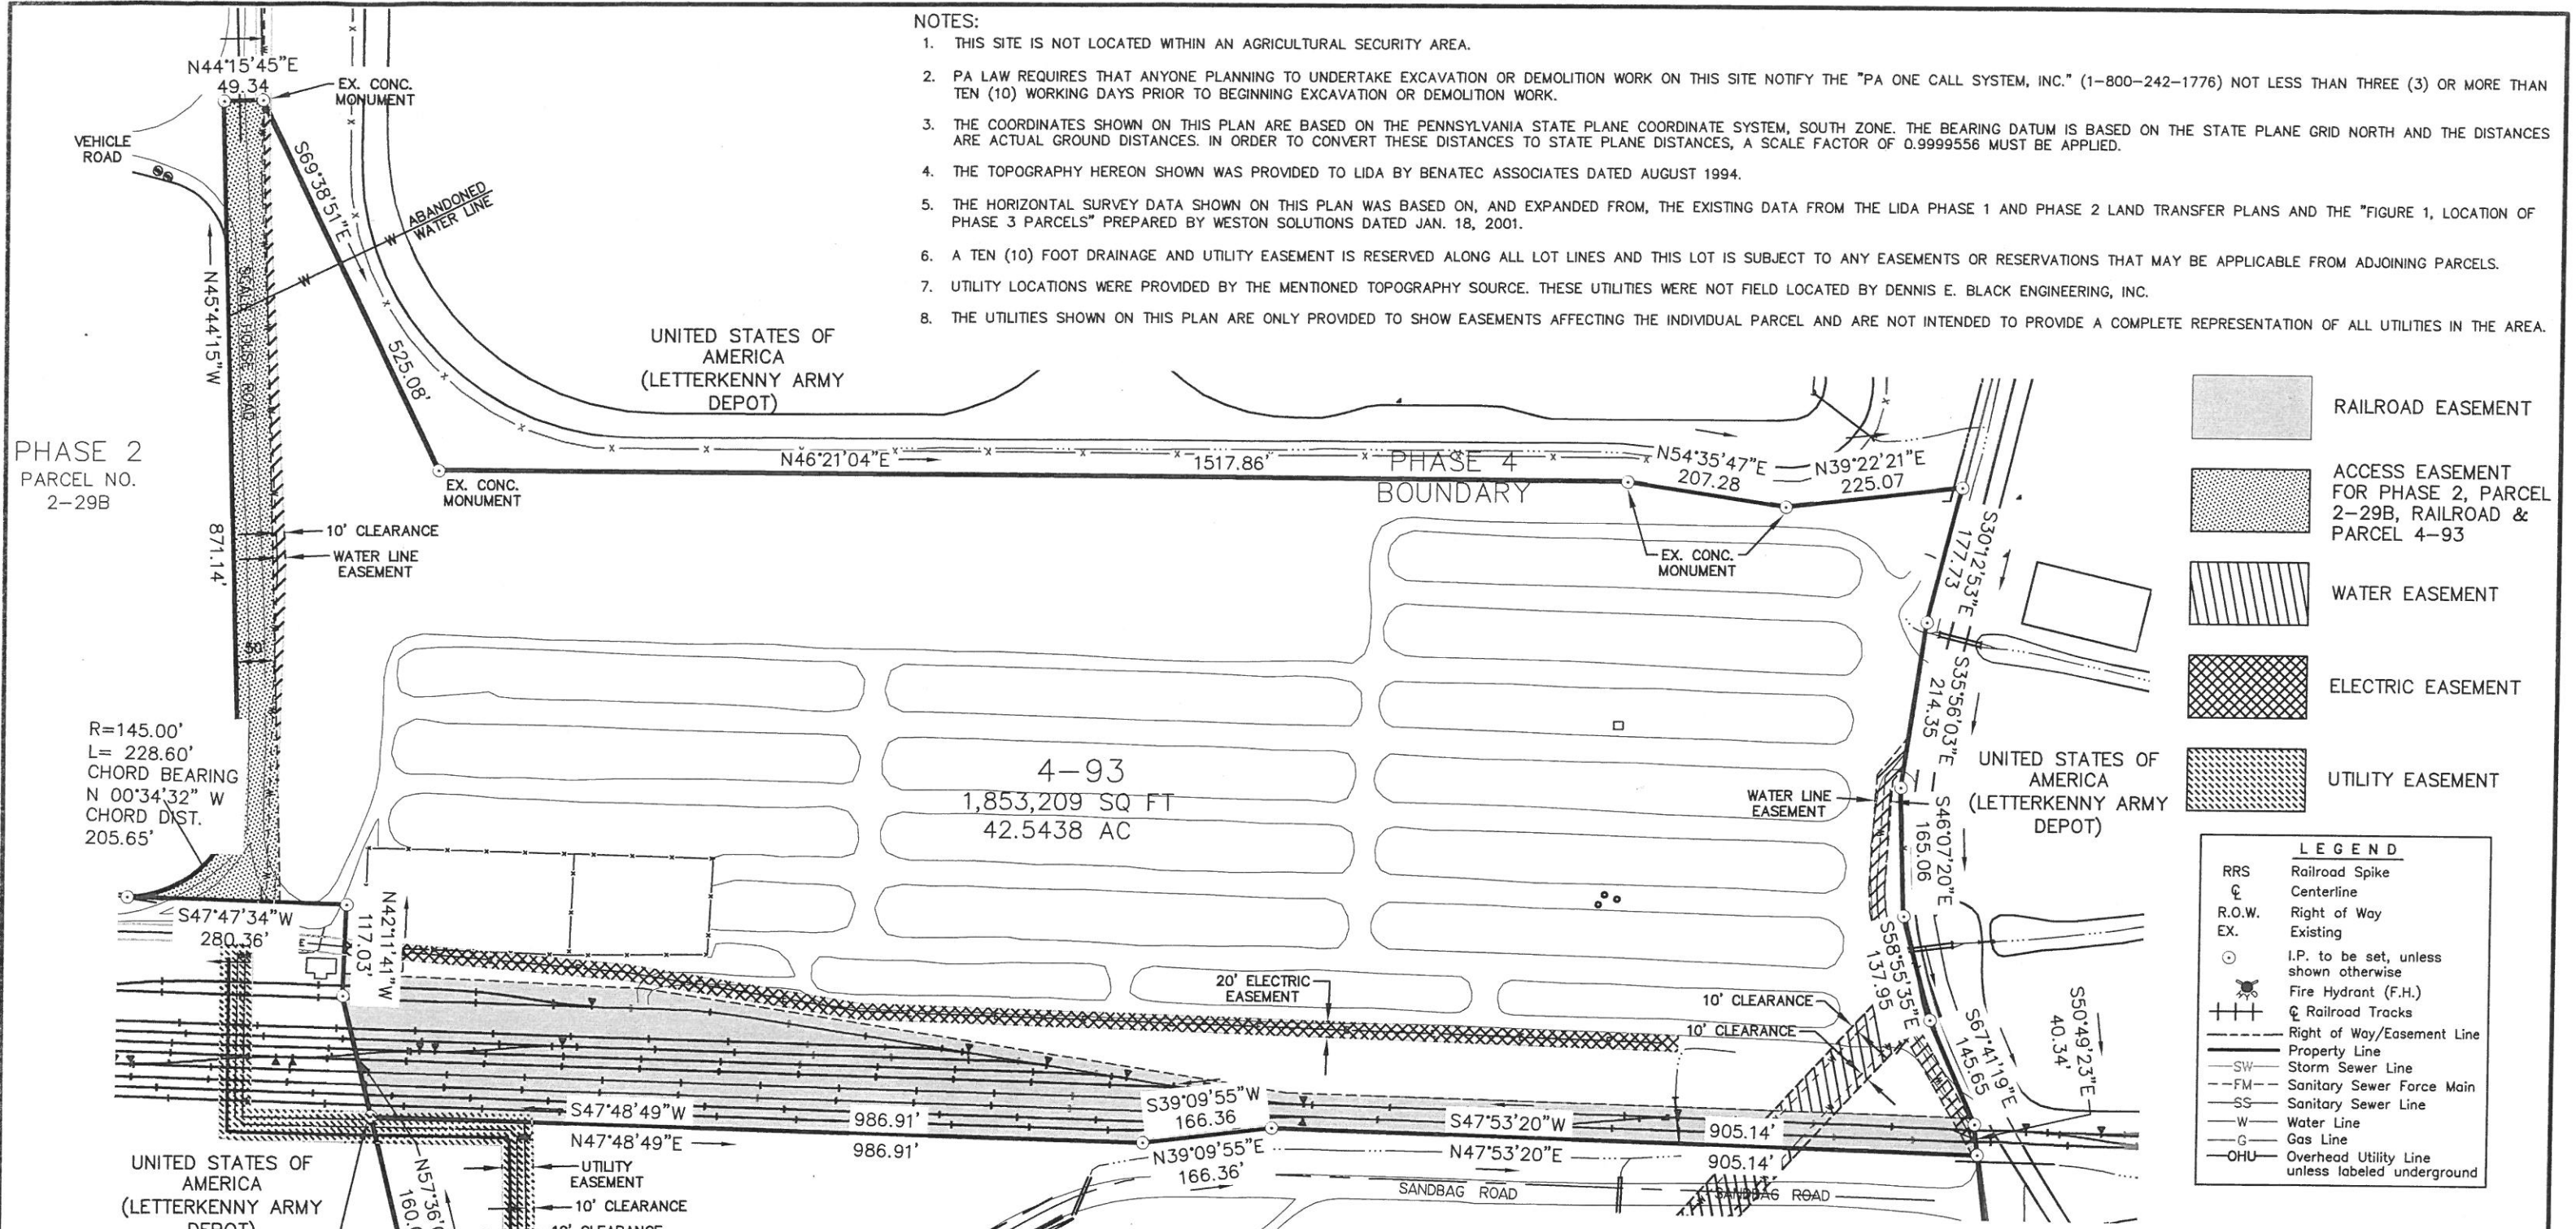 NOTES:
1. THIS SITE IS NOT LOCATED WITHIN AN AGRICULTURAL SECURITY AREA.
2. PA LAW REQUIRES THAT ANYONE PLANNING TO UNDERTAKE EXCAVATION OR DEMOLITION WORK ON THIS SITE NOTIFY THE "PA ONE CALL SYSTEM, INC." (1-800-242-1776) NOT LESS THAN THREE (3) OR MORE THAN
TEN (10) WORKING DAYS PRIOR TO BEGINNING EXCAVATION OR DEMOLITION WORK.
3. THE COORDINATES SHOWN ON THIS PLAN ARE BASED ON THE PENNSYLVANIA STATE PLANE COORDINATE SYSTEM, SOUTH ZONE. THE BEARING DATUM IS BASED ON THE STATE PLANE GRID NORTH AND THE DISTANCES
ARE ACTUAL GROUND DISTANCES. IN ORDER TO CONVERT THESE DISTANCES TO STATE PLANE DISTANCES, A SCALE FACTOR OF 0.9999556 MUST BE APPLIED.
4. THE TOPOGRAPHY HEREON SHOWN WAS PROVIDED TO LIDA BY BENATEC ASSOCIATES DATED AUGUST 1994.
5. THE HORIZONTAL SURVEY DATA SHOWN ON THIS PLAN WAS BASED ON, AND EXPANDED FROM, THE EXISTING DATA FROM THE LIDA PHASE 1 AND PHASE 2 LAND TRANSFER PLANS AND THE "FIGURE 1, LOCATION OF
PHASE 3 PARCELS" PREPARED BY WESTON SOLUTIONS DATED JAN. 18, 2001.
6. A TEN (10) FOOT DRAINAGE AND UTILITY EASEMENT IS RESERVED ALONG ALL LOT LINES AND THIS LOT IS SUBJECT TO ANY EASEMENTS OR RESERVATIONS THAT MAY BE APPLICABLE FROM ADJOINING PARCELS.
7. UTILITY LOCATIONS WERE PROVIDED BY THE MENTIONED TOPOGRAPHY SOURCE. THESE UTILITIES WERE NOT FIELD LOCATED BY DENNIS E. BLACK ENGINEERING, INC.
8. THE UTILITIES SHOWN ON THIS PLAN ARE ONLY PROVIDED TO SHOW EASEMENTS AFFECTING THE INDIVIDUAL PARCEL AND ARE NOT INTENDED TO PROVIDE A COMPLETE REPRESENTATION OF ALL UTILITIES IN THE AREA.
N44°15'45"E
49.34
EX. CONC.
MONUMENT
VEHICLE
ROAD
S69°38'51"E
525.08'
ABANDONED
WATER LINE
N45°44'15"W
871.14'
SCALE HOUSE ROAD
UNITED STATES OF
AMERICA
(LETTERKENNY ARMY
DEPOT)
PHASE 2
PARCEL NO.
2-29B
EX. CONC.
MONUMENT
N46°21'04"E
1517.86'
PHASE 4
BOUNDARY
N54°35'47"E
207.28
N39°22'21"E
225.07
EX. CONC.
MONUMENT
10' CLEARANCE
WATER LINE
EASEMENT
50'
S30°12'53"E
177.73
S35°56'03"E
214.35
R=145.00'
L= 228.60'
CHORD BEARING
N 00°34'32" W
CHORD DIST.
205.65'
4-93
1,853,209 SQ FT
42.5438 AC
WATER LINE
EASEMENT
UNITED STATES OF
AMERICA
(LETTERKENNY ARMY
DEPOT)
S46°07'20"E
165.06
S47°47'34"W
280.36'
N42°11'41"W
117.03'
S58°55'35"E
137.95
20' ELECTRIC
EASEMENT
10' CLEARANCE
10' CLEARANCE
S67°41'19"E
145.65
S50°49'23"E
40.34'
S47°48'49"W
986.91'
S39°09'55"W
166.36
S47°53'20"W
905.14'
N47°48'49"E
986.91'
N39°09'55"E
166.36'
N47°53'20"E
905.14'
SANDBAG ROAD
SANDBAG ROAD
UNITED STATES OF
AMERICA
(LETTERKENNY ARMY
DEPOT)
N57°36'
160.
UTILITY
EASEMENT
10' CLEARANCE
10' CLEARANCE
RAILROAD EASEMENT
ACCESS EASEMENT
FOR PHASE 2, PARCEL
2-29B, RAILROAD &
PARCEL 4-93
WATER EASEMENT
ELECTRIC EASEMENT
UTILITY EASEMENT
LEGEND
RRS Railroad Spike
℄ Centerline
R.O.W. Right of Way
EX. Existing
I.P. to be set, unless
shown otherwise
Fire Hydrant (F.H.)
℄ Railroad Tracks
Right of Way/Easement Line
Property Line
SW Storm Sewer Line
FM Sanitary Sewer Force Main
SS Sanitary Sewer Line
W Water Line
G Gas Line
OHU Overhead Utility Line
unless labeled underground